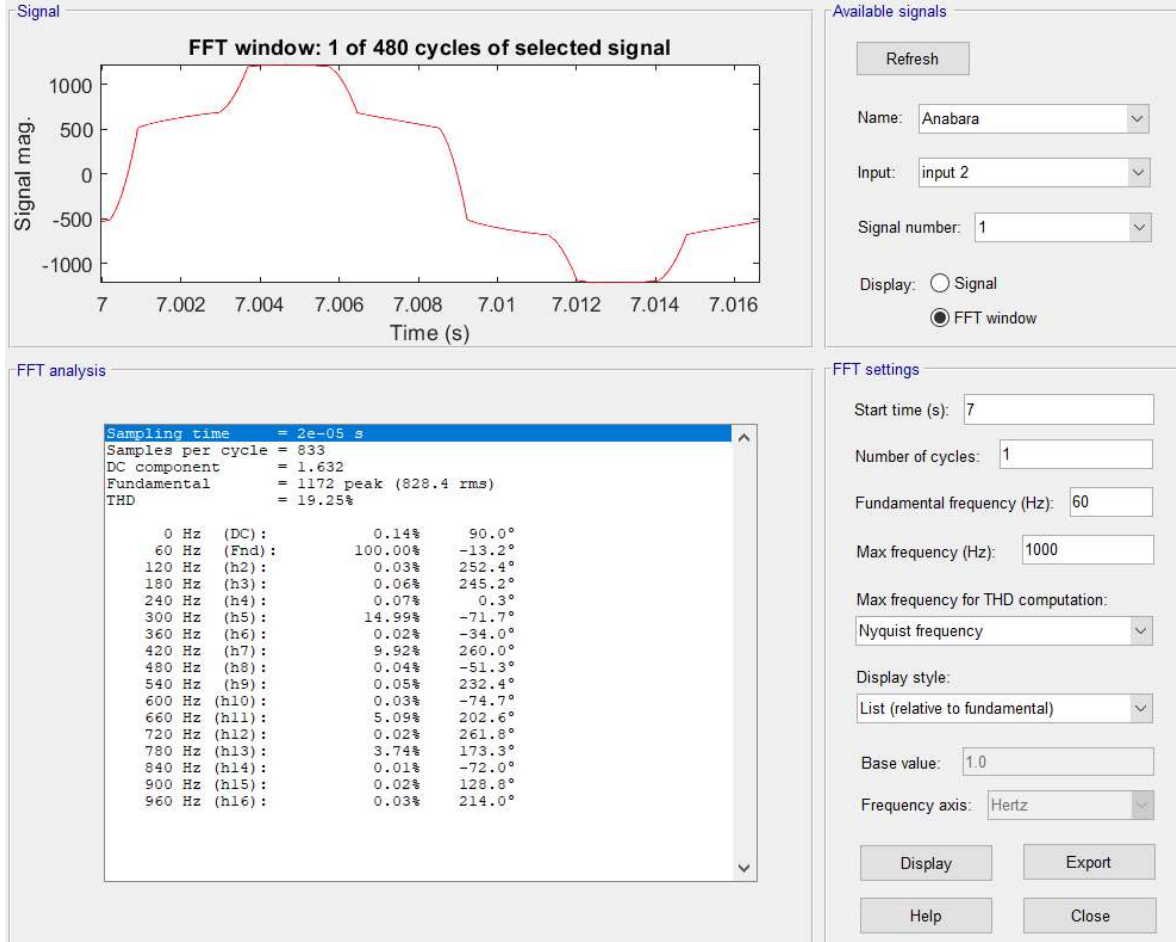 Signal
FFT window: 1 of 480 cycles of selected signal
1000
500
0
-500
-1000
Signal mag.
7 7.002 7.004 7.006 7.008 7.01 7.012 7.014 7.016
Time (s)
Available signals
Refresh
Name: Anabara
Input: input 2
Signal number: 1
Display: Signal
FFT window
FFT analysis
Sampling time = 2e-05 s
Samples per cycle = 833
DC component = 1.632
Fundamental = 1172 peak (828.4 rms)
THD = 19.25%
0 Hz (DC): 0.14% 90.0°
60 Hz (Fnd): 100.00% -13.2°
120 Hz (h2): 0.03% 252.4°
180 Hz (h3): 0.06% 245.2°
240 Hz (h4): 0.07% 0.3°
300 Hz (h5): 14.99% -71.7°
360 Hz (h6): 0.02% -34.0°
420 Hz (h7): 9.92% 260.0°
480 Hz (h8): 0.04% -51.3°
540 Hz (h9): 0.05% 232.4°
600 Hz (h10): 0.03% -74.7°
660 Hz (h11): 5.09% 202.6°
720 Hz (h12): 0.02% 261.8°
780 Hz (h13): 3.74% 173.3°
840 Hz (h14): 0.01% -72.0°
900 Hz (h15): 0.02% 128.8°
960 Hz (h16): 0.03% 214.0°
FFT settings
Start time (s): 7
Number of cycles: 1
Fundamental frequency (Hz): 60
Max frequency (Hz): 1000
Max frequency for THD computation:
Nyquist frequency
Display style:
List (relative to fundamental)
Base value: 1.0
Frequency axis: Hertz
Display Export
Help Close